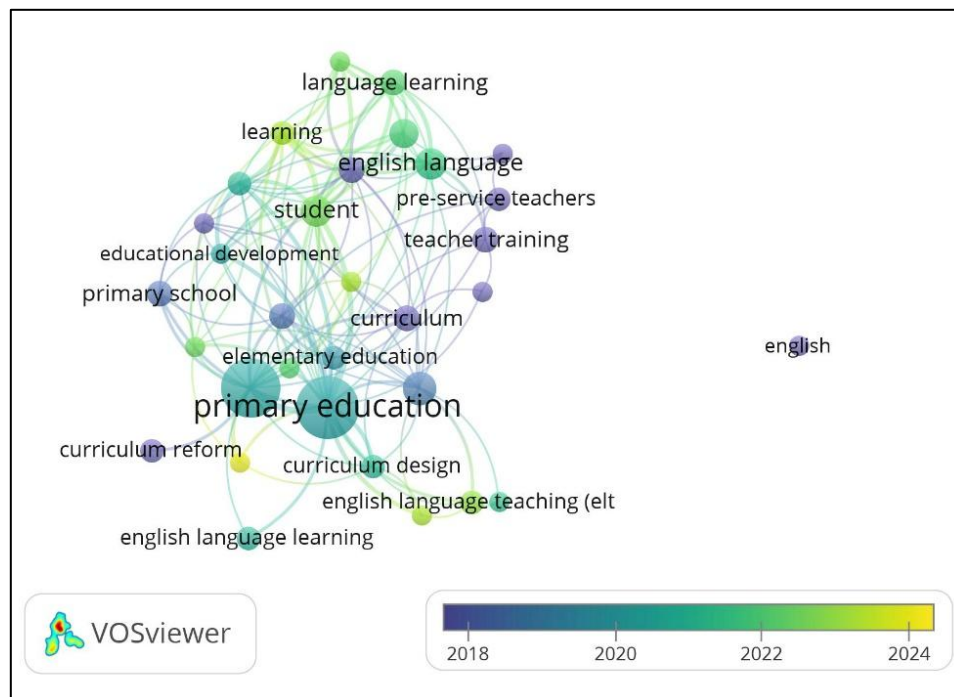 language learning
learning
english language
student
pre-service teachers
teacher training
educational development
primary school
curriculum
english
elementary education
primary education
curriculum reform
curriculum design
english language teaching (elt
english language learning
VOSviewer
2018
2020
2022
2024